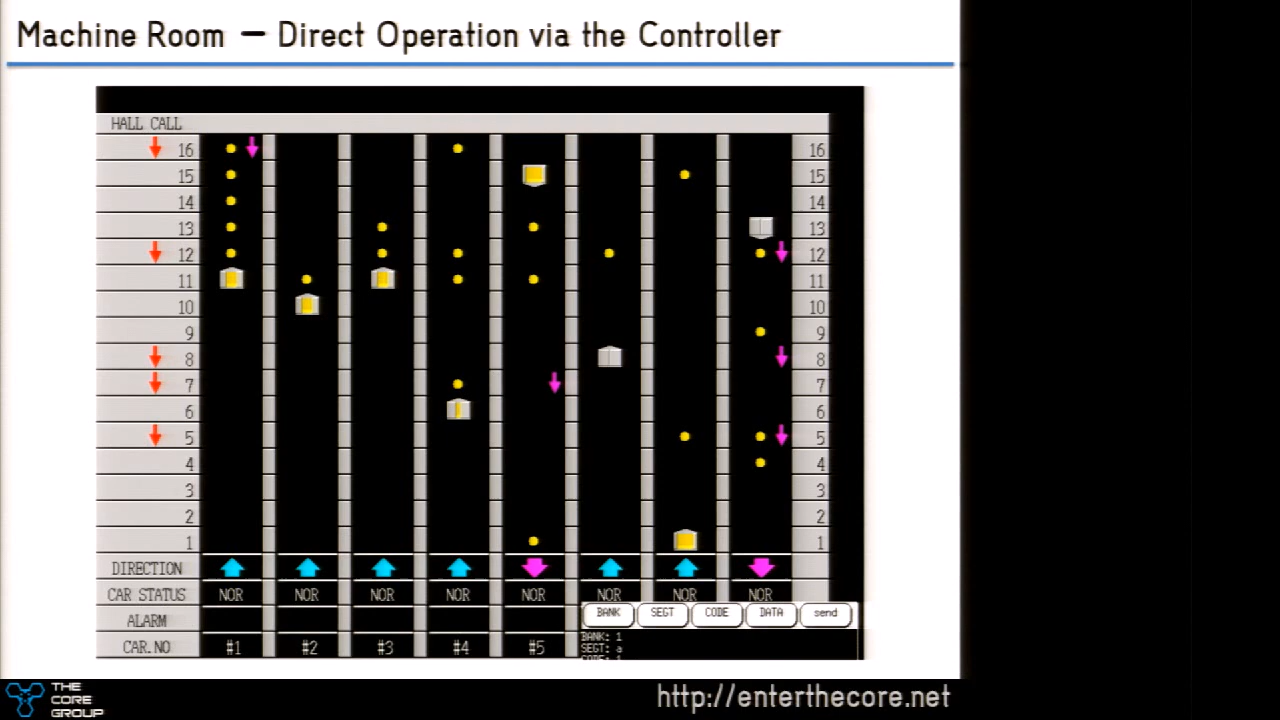 Machine Room — Direct Operation via the Controller
HALL CALL
16 16
15 15
14 14
13 13
12 12
11 11
10 10
9 9
8 8
7 7
6 6
5 5
4 4
3 3
2 2
1 1
DIRECTION
CAR STATUS NOR NOR NOR NOR NOR NOR NOR NOR
BANK SEGT CODE DATA send
ALARM
BANK: 1
CAR.NO #1 #2 #3 #4 #5
SEGT: a
THE
CORE
GROUP
http://enterthecore.net